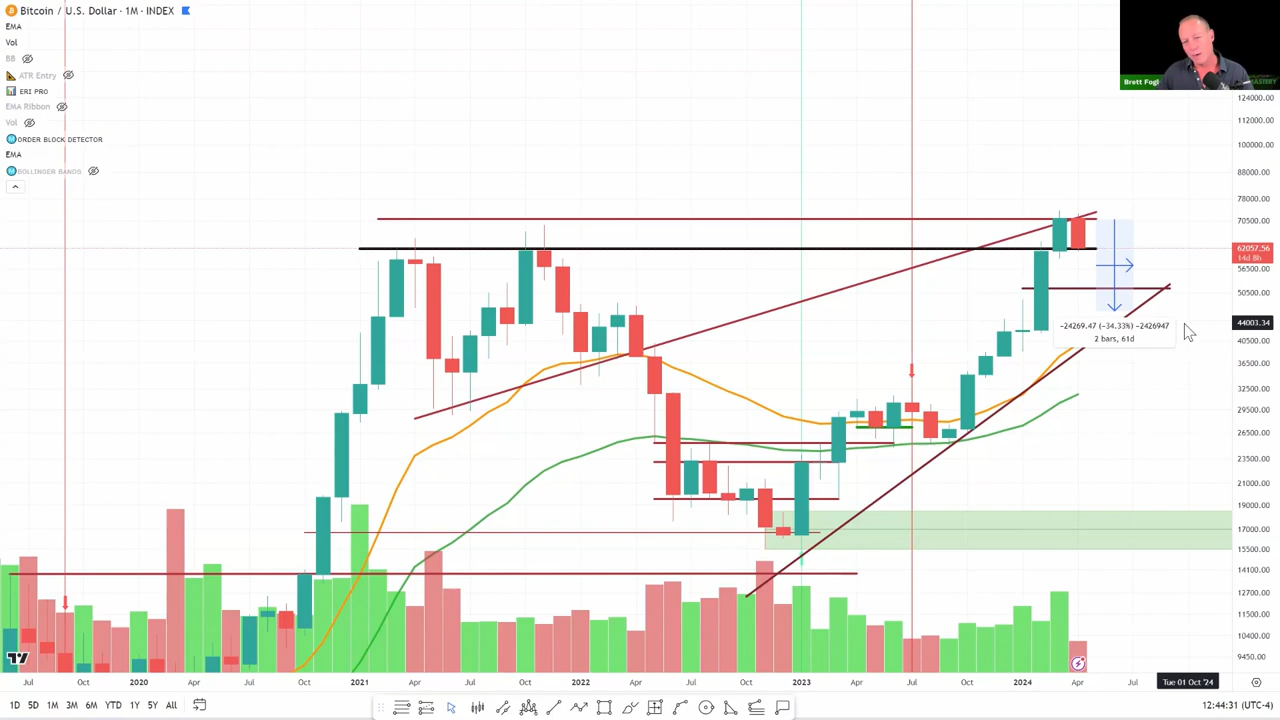 Bitcoin / U.S. Dollar · 1M · INDEX
EMA
Vol
BB
ATR Entry
ERI PRO
EMA Ribbon
Vol
ORDER BLOCK DETECTOR
EMA
BOLLINGER BANDS
Brett Fogl
MASTERY
124000.00
112000.00
100000.00
88000.00
78000.00
70500.00
62057.56
14d 8h
56500.00
50500.00
44003.34
40500.00
36500.00
32500.00
29500.00
26500.00
23500.00
21000.00
19000.00
17000.00
15500.00
14100.00
12700.00
11500.00
10400.00
9450.00
−24269.47 (−34.33%) −2426947
2 bars, 61d
Jul Oct 2020 Apr Jul Oct 2021 Apr Jul Oct 2022 Apr Jul Oct 2023 Apr Jul Oct 2024 Apr Jul Tue 01 Oct '24
1D 5D 1M 3M 6M YTD 1Y 5Y All
12:44:31 (UTC-4)